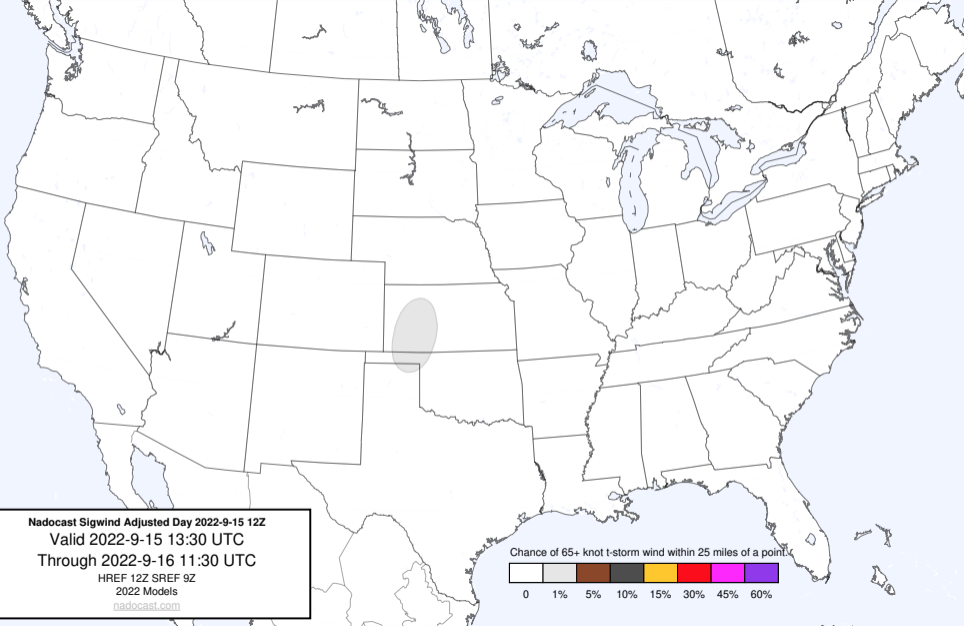 Nadocast Sigwind Adjusted Day 2022-9-15 12Z
Valid 2022-9-15 13:30 UTC
Through 2022-9-16 11:30 UTC
HREF 12Z SREF 9Z
2022 Models
nadocast.com
Chance of 65+ knot t-storm wind within 25 miles of a point.
0 1% 5% 10% 15% 30% 45% 60%